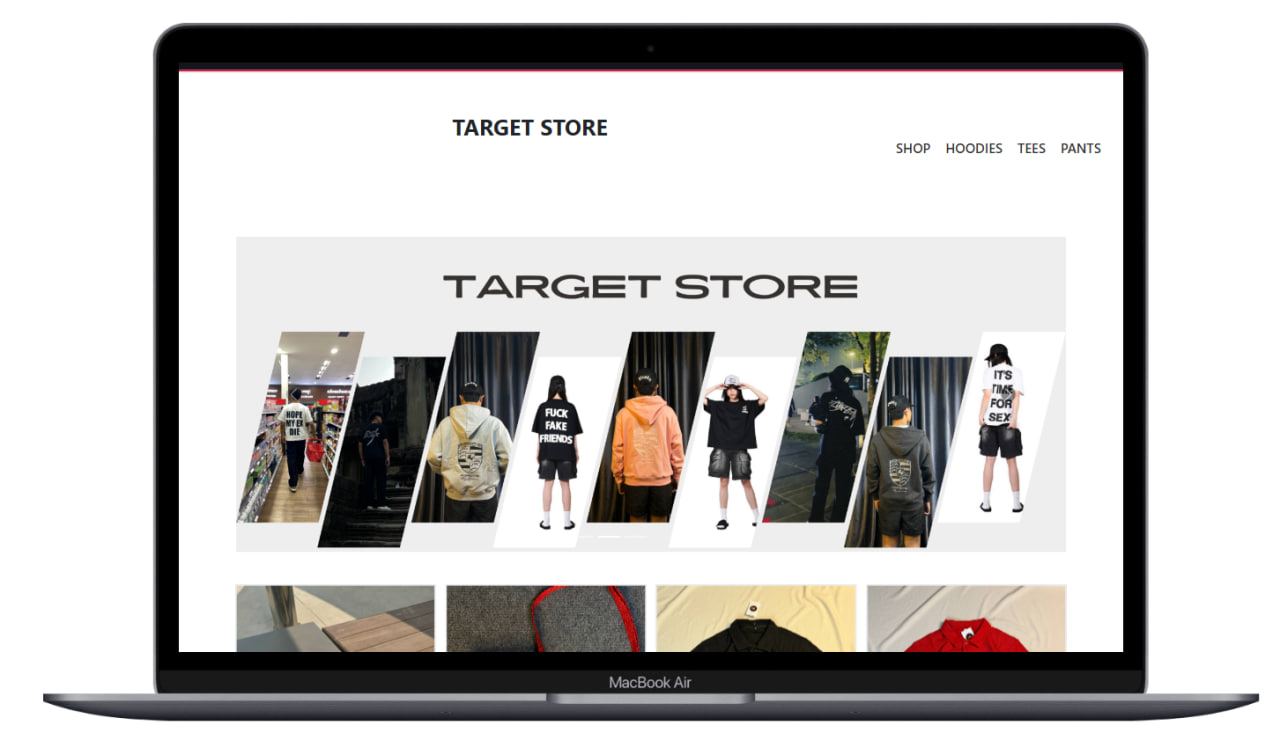 TARGET STORE
SHOP HOODIES TEES PANTS
TARGET STORE
HOPE
MY EX
DIE
FUCK
FAKE
FRIENDS
IT'S
TIME
FOR
SEX
MacBook Air